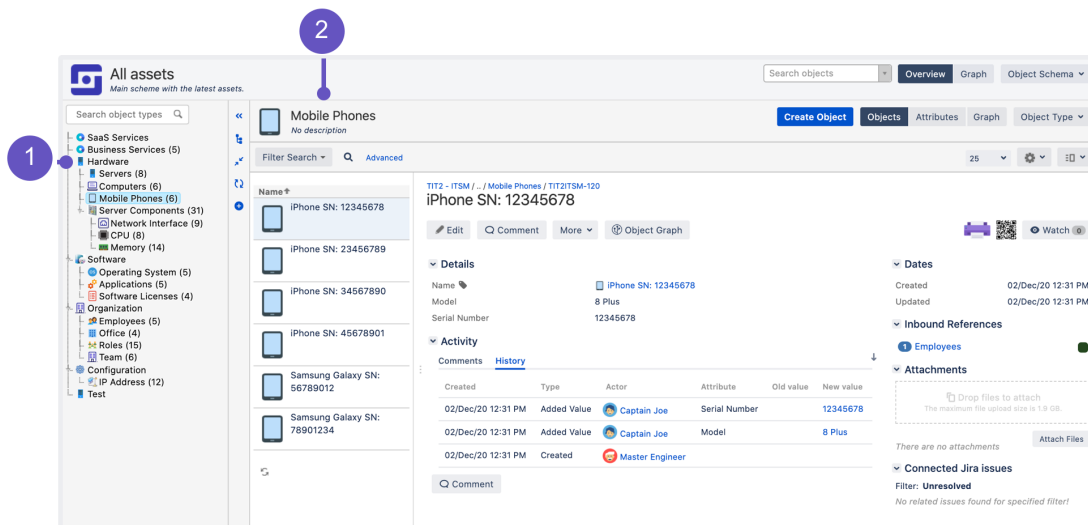 2
All assets
Main scheme with the latest assets.
Search objects
Overview
Graph
Object Schema
1
Search object types
SaaS Services
Business Services (5)
Hardware
Servers (8)
Computers (6)
Mobile Phones (6)
Server Components (31)
Network Interface (9)
CPU (8)
Memory (14)
Software
Operating System (5)
Applications (5)
Software Licenses (4)
Organization
Employees (5)
Office (4)
Roles (15)
Team (6)
Configuration
IP Address (12)
Test
Mobile Phones
No description
Create Object
Objects
Attributes
Graph
Object Type
Filter Search
Advanced
25
Name
iPhone SN: 12345678
iPhone SN: 23456789
iPhone SN: 34567890
iPhone SN: 45678901
Samsung Galaxy SN:
56789012
Samsung Galaxy SN:
78901234
TIT2 - ITSM / .. / Mobile Phones / TIT2ITSM-120
iPhone SN: 12345678
Edit
Comment
More
Object Graph
Watch 0
Details
Name iPhone SN: 12345678
Model 8 Plus
Serial Number 12345678
Activity
Comments History
Created Type Actor Attribute Old value New value
02/Dec/20 12:31 PM Added Value Captain Joe Serial Number 12345678
02/Dec/20 12:31 PM Added Value Captain Joe Model 8 Plus
02/Dec/20 12:31 PM Created Master Engineer
Comment
Dates
Created 02/Dec/20 12:31 PM
Updated 02/Dec/20 12:31 PM
Inbound References
1 Employees
Attachments
Drop files to attach
The maximum file upload size is 1.9 GB.
Attach Files
There are no attachments
Connected Jira issues
Filter: Unresolved
No related issues found for specified filter!